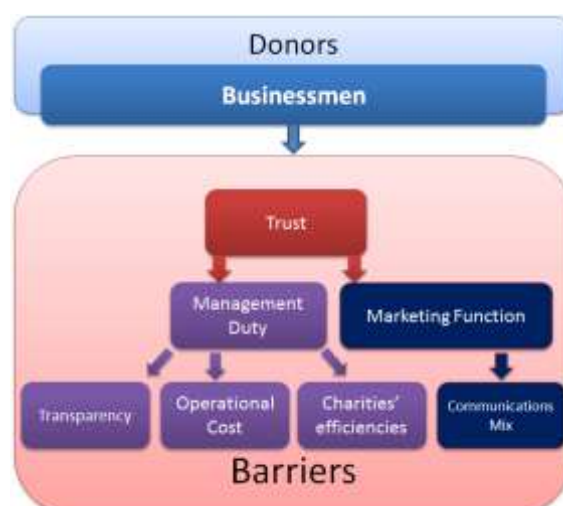 Donors
Businessmen
Trust
Management
Duty
Marketing Function
Transparency
Operational
Cost
Charities'
efficiencies
Communications
Mix
Barriers